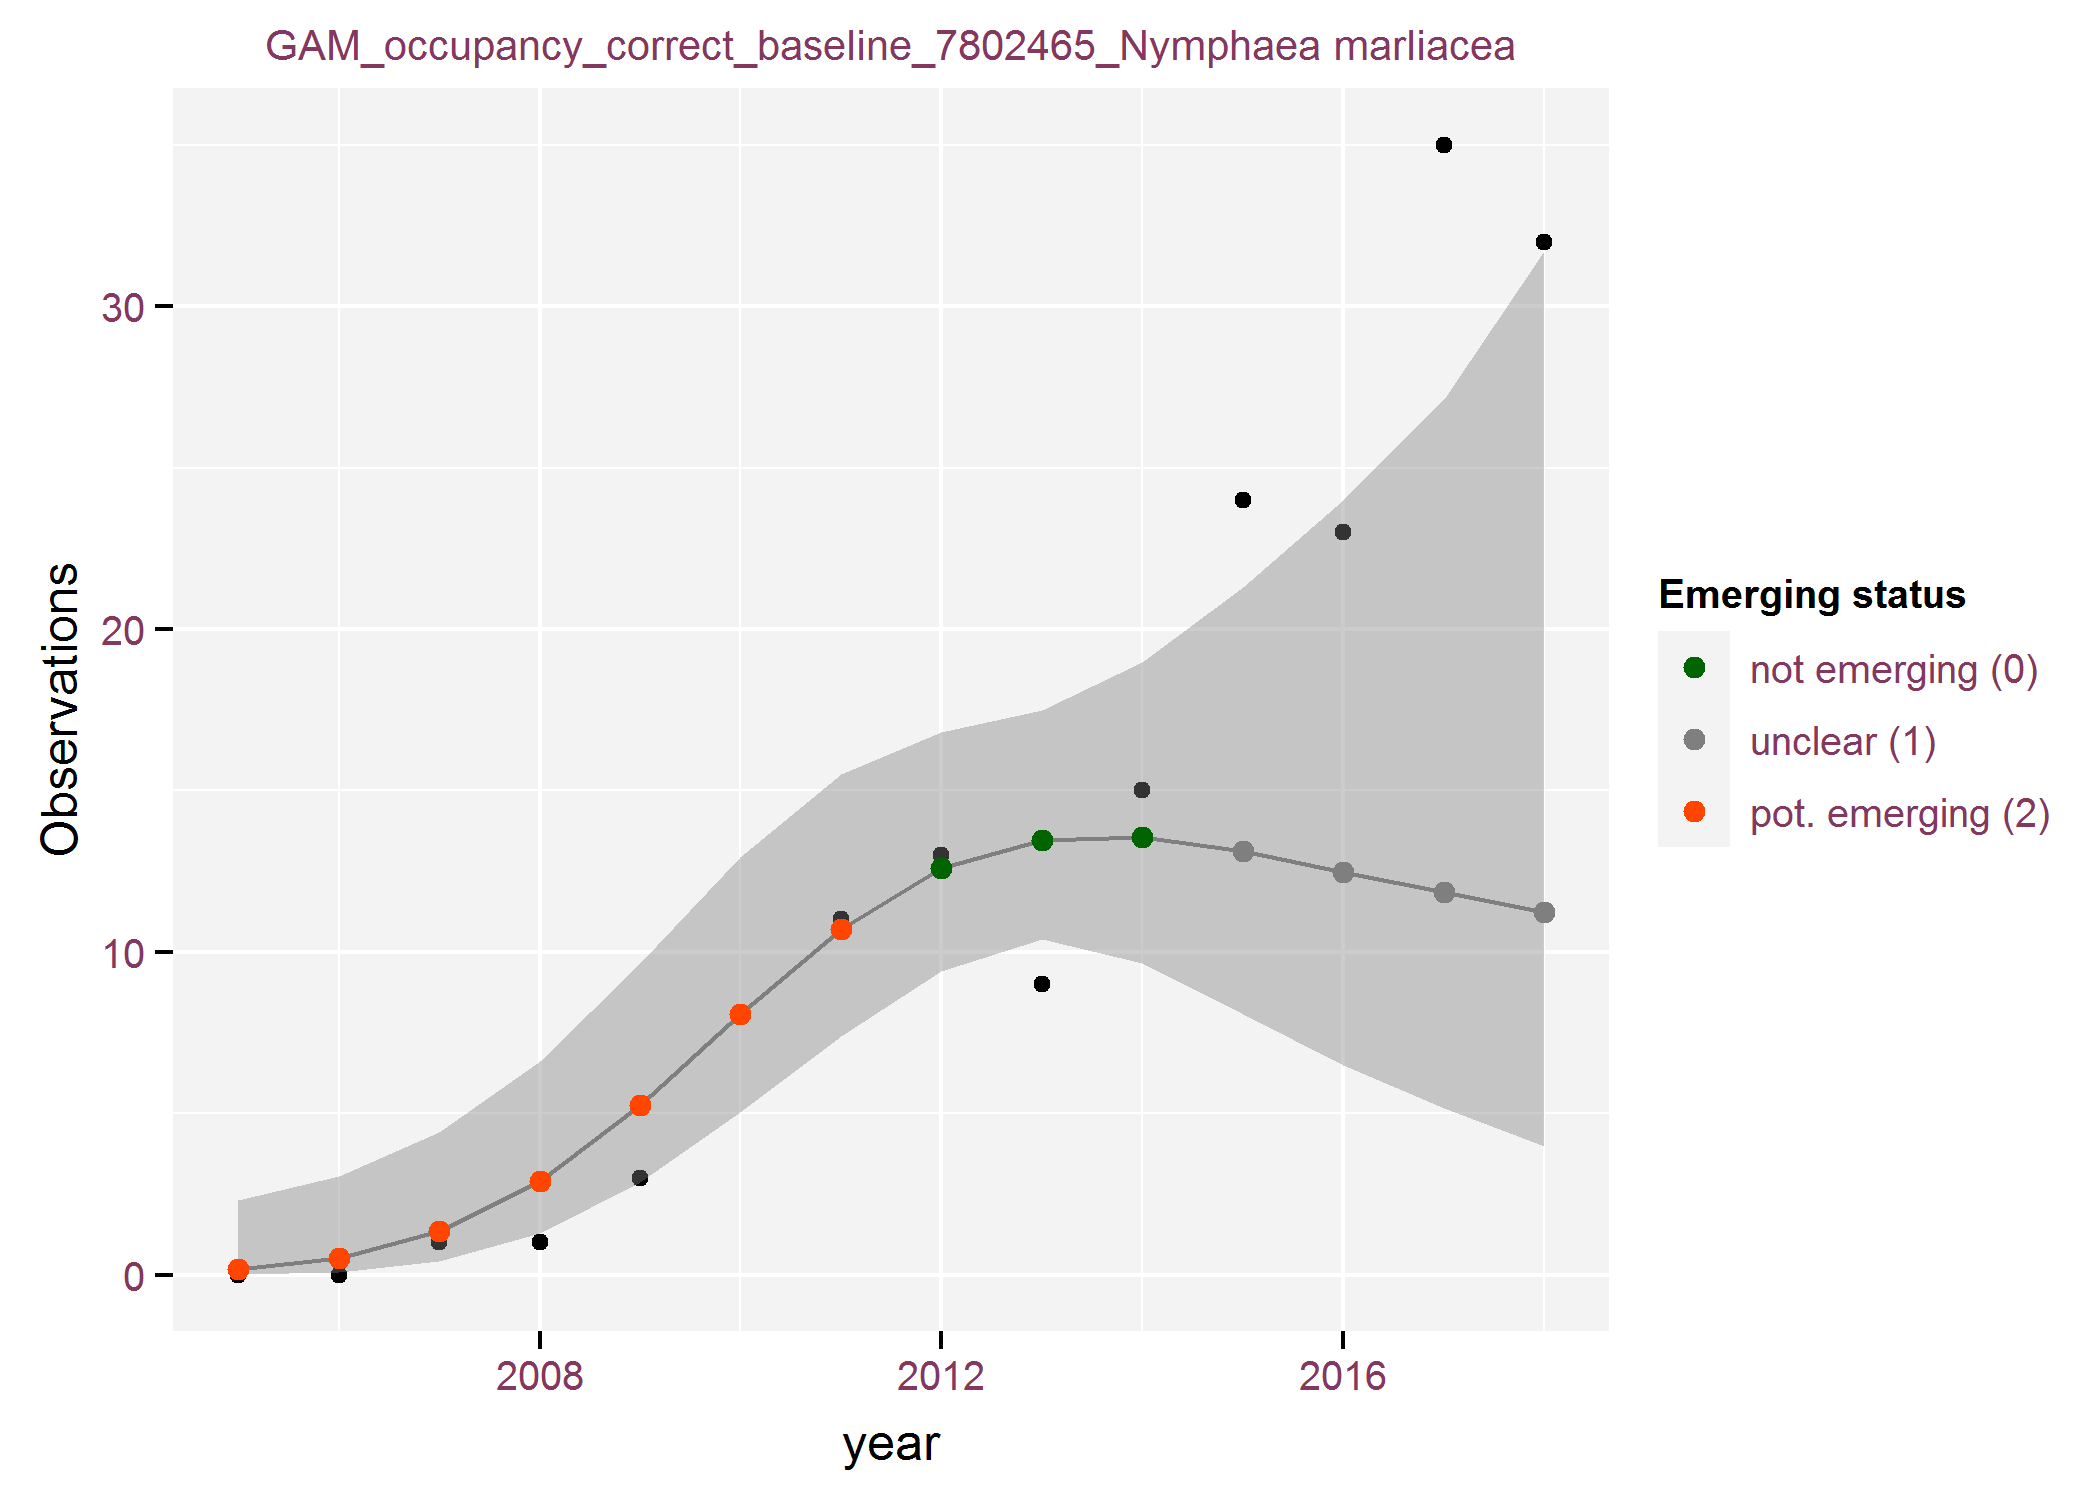 GAM_occupancy_correct_baseline_7802465_Nymphaea marliacea
Observations
30
20
10
0
2008
2012
2016
year
Emerging status
not emerging (0)
unclear (1)
pot. emerging (2)